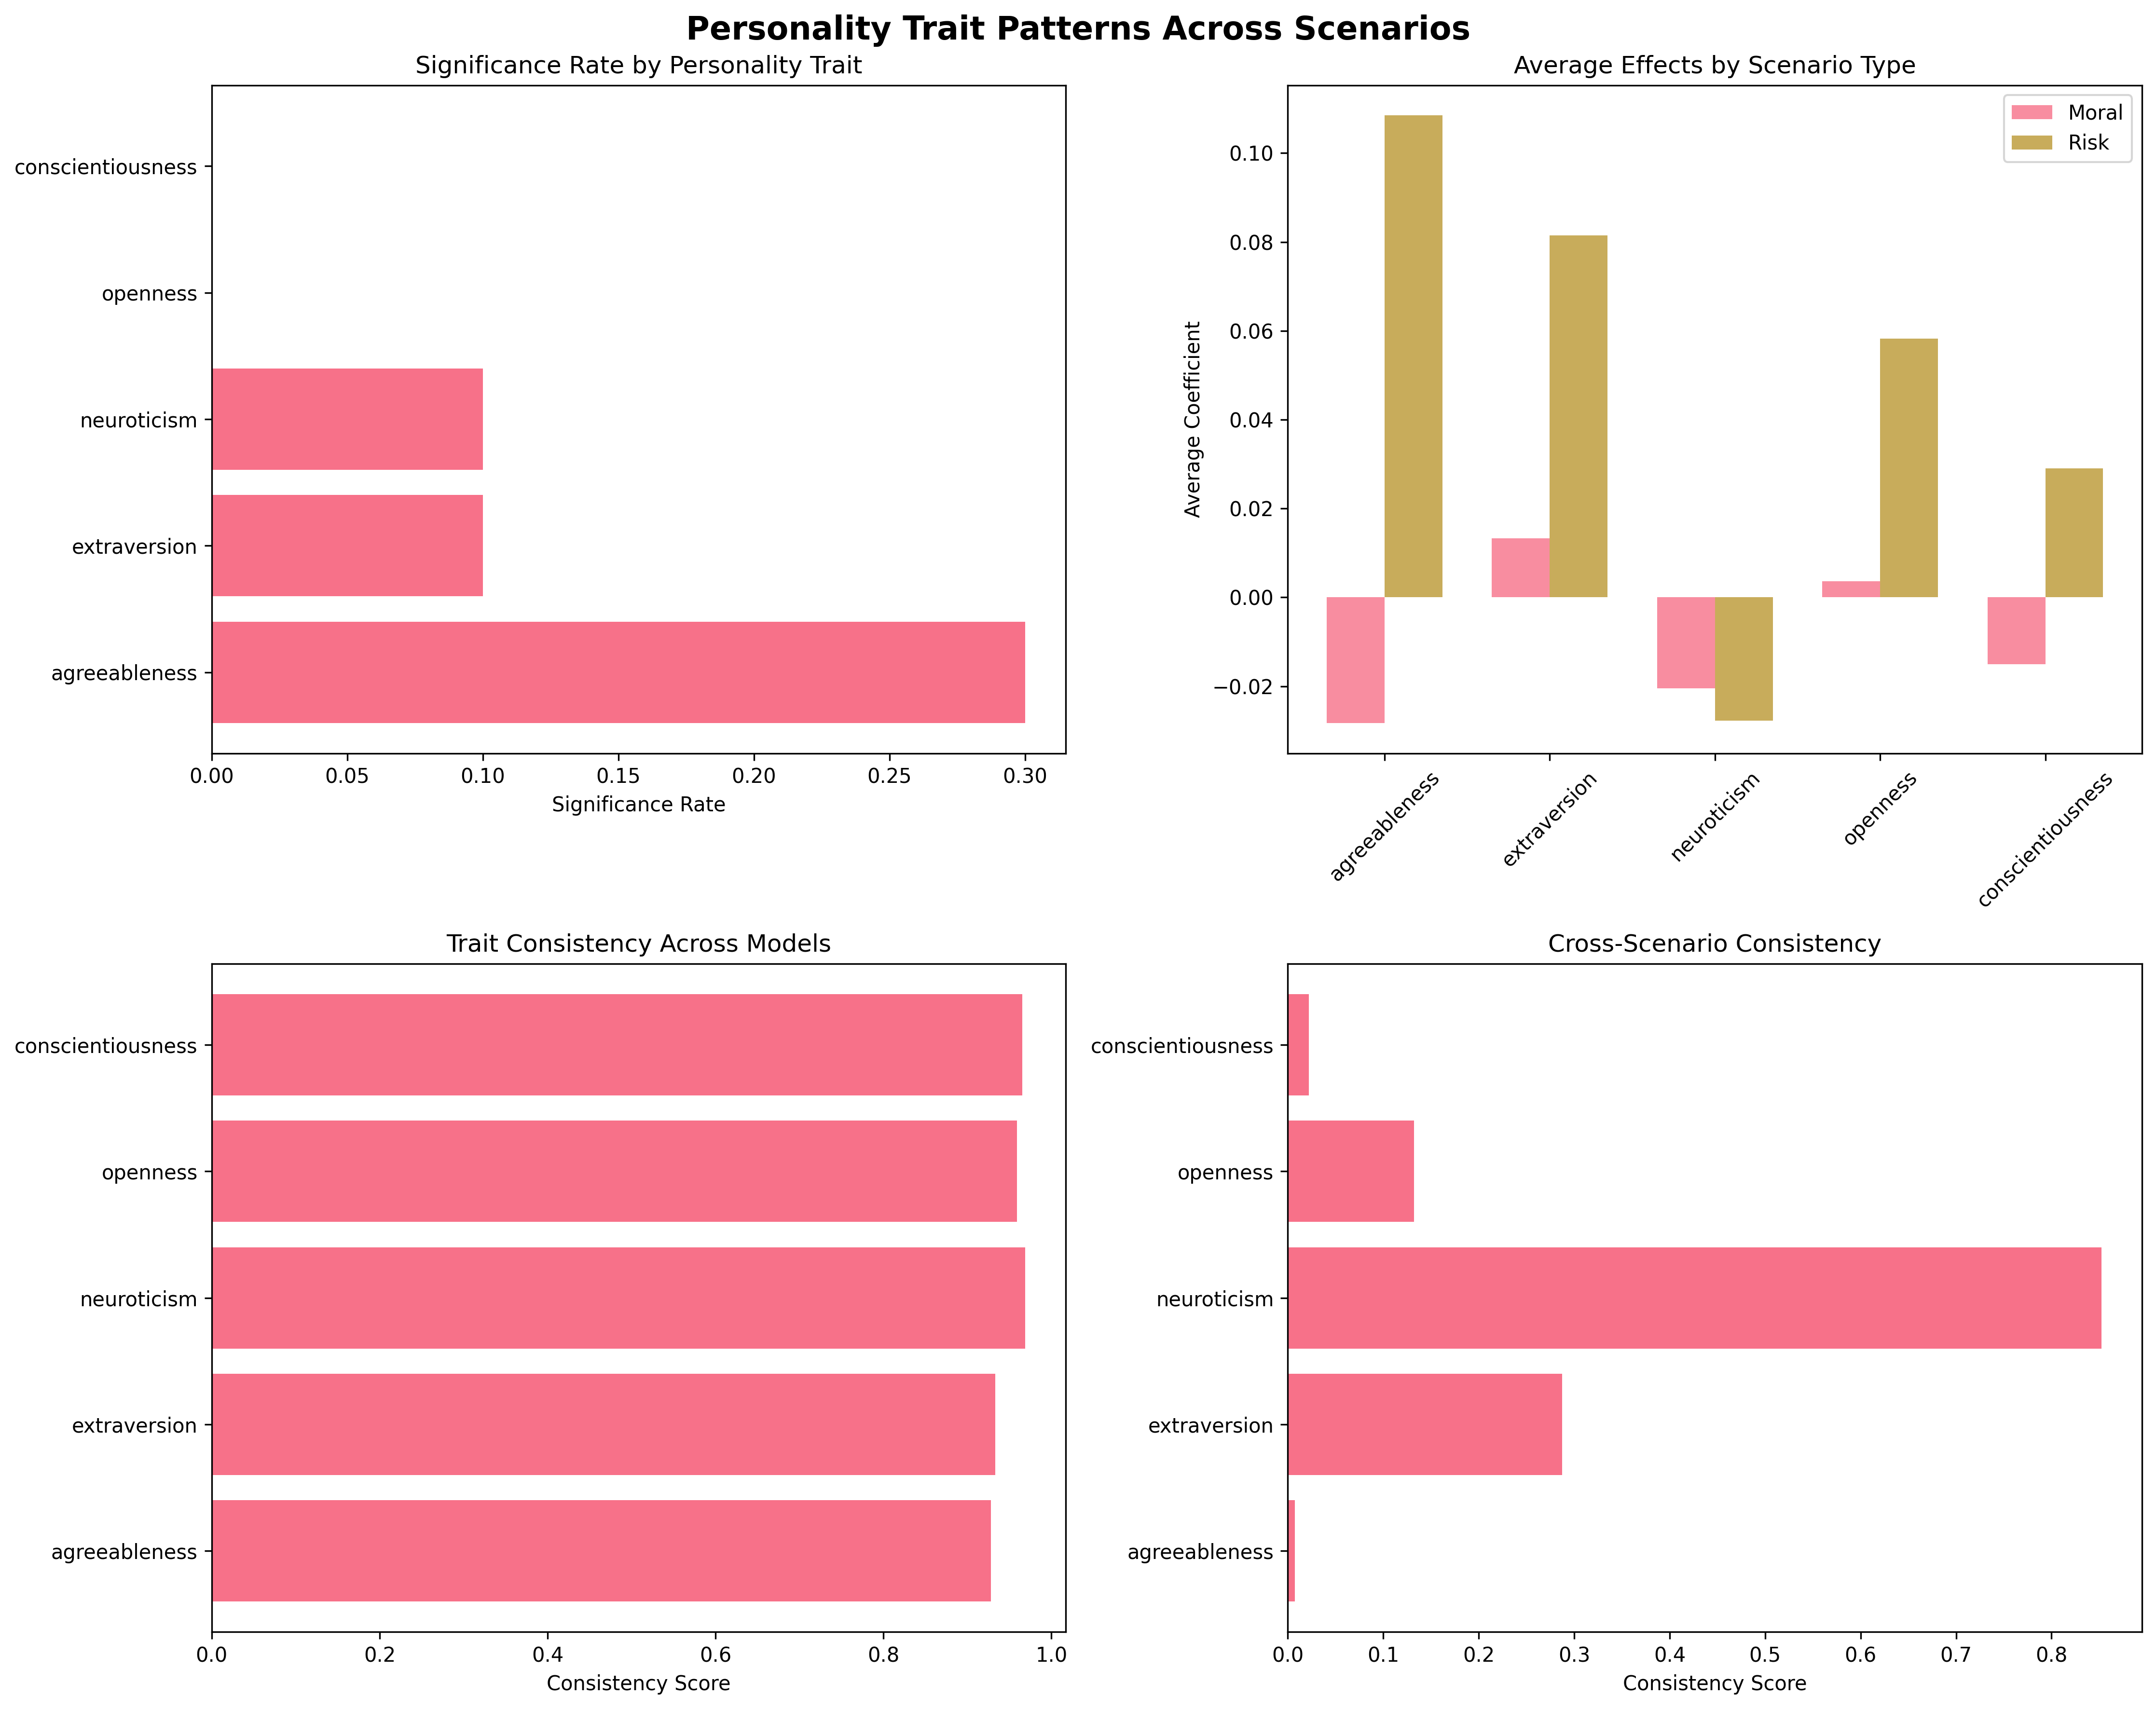 Personality Trait Patterns Across Scenarios
Significance Rate by Personality Trait
conscientiousness
openness
neuroticism
extraversion
agreeableness
0.00 0.05 0.10 0.15 0.20 0.25 0.30
Significance Rate
Average Effects by Scenario Type
Moral
Risk
Average Coefficient
0.10
0.08
0.06
0.04
0.02
0.00
−0.02
agreeableness extraversion neuroticism openness conscientiousness
Trait Consistency Across Models
conscientiousness
openness
neuroticism
extraversion
agreeableness
0.0 0.2 0.4 0.6 0.8 1.0
Consistency Score
Cross-Scenario Consistency
conscientiousness
openness
neuroticism
extraversion
agreeableness
0.0 0.1 0.2 0.3 0.4 0.5 0.6 0.7 0.8
Consistency Score